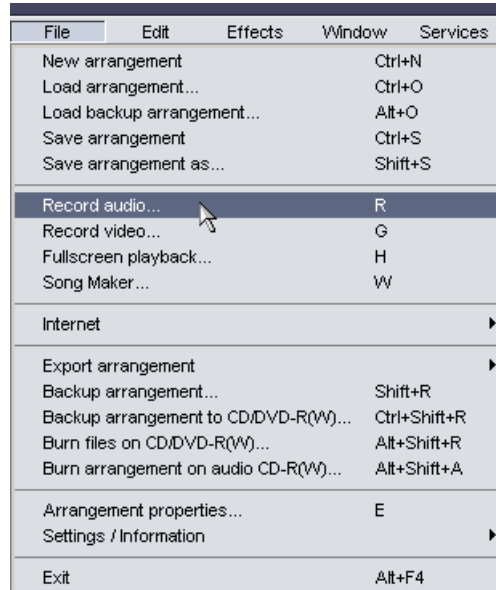 File Edit Effects Window Services
New arrangement Ctrl+N
Load arrangement... Ctrl+O
Load backup arrangement... Alt+O
Save arrangement Ctrl+S
Save arrangement as... Shift+S
Record audio... R
Record video... G
Fullscreen playback... H
Song Maker... W
Internet
Export arrangement
Backup arrangement... Shift+R
Backup arrangement to CD/DVD-R(W)... Ctrl+Shift+R
Burn files on CD/DVD-R(W)... Alt+Shift+R
Burn arrangement on audio CD-R(W)... Alt+Shift+A
Arrangement properties... E
Settings / Information
Exit Alt+F4